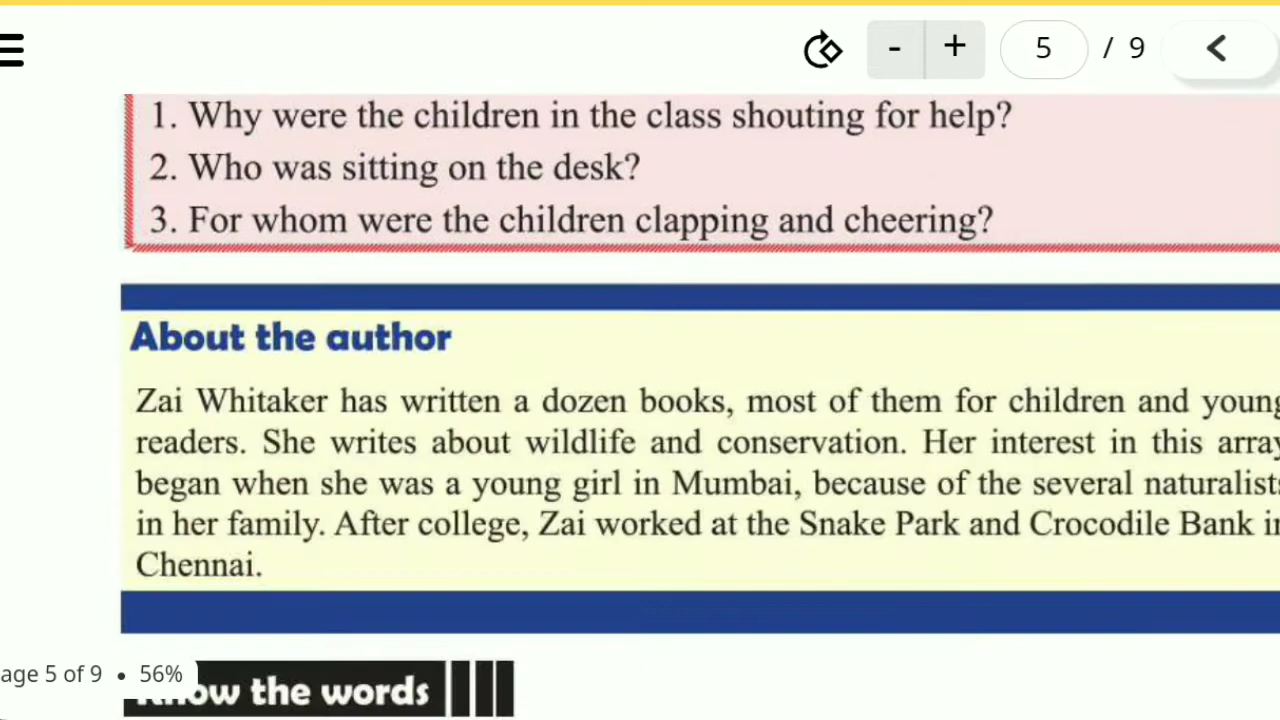 - + 5 / 9
1. Why were the children in the class shouting for help?
2. Who was sitting on the desk?
3. For whom were the children clapping and cheering?
About the author
Zai Whitaker has written a dozen books, most of them for children and young
readers. She writes about wildlife and conservation. Her interest in this array
began when she was a young girl in Mumbai, because of the several naturalists
in her family. After college, Zai worked at the Snake Park and Crocodile Bank in
Chennai.
age 5 of 9 • 56%
Know the words